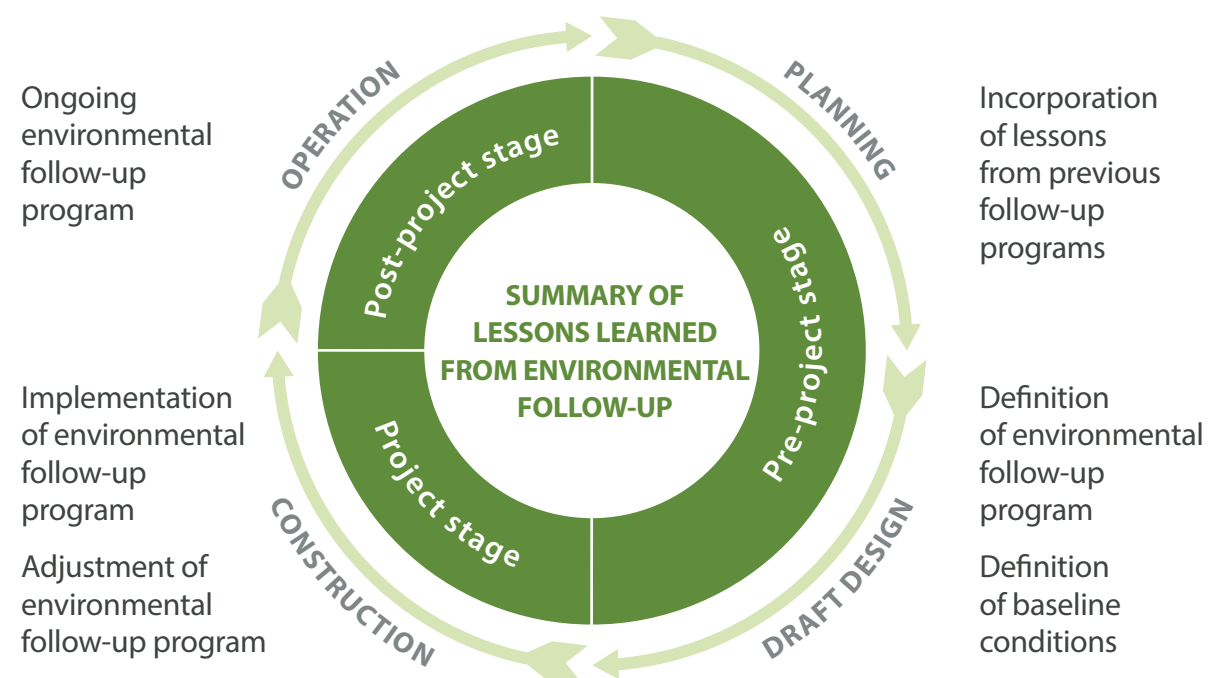 OPERATION
PLANNING
Ongoing
environmental
follow-up
program
Incorporation
of lessons
from previous
follow-up
programs
Post-project stage
Pre-project stage
SUMMARY OF
LESSONS LEARNED
FROM ENVIRONMENTAL
FOLLOW-UP
Implementation
of environmental
follow-up
program
Adjustment of
environmental
follow-up program
Project stage
CONSTRUCTION
DRAFT DESIGN
Definition
of environmental
follow-up
program
Definition
of baseline
conditions